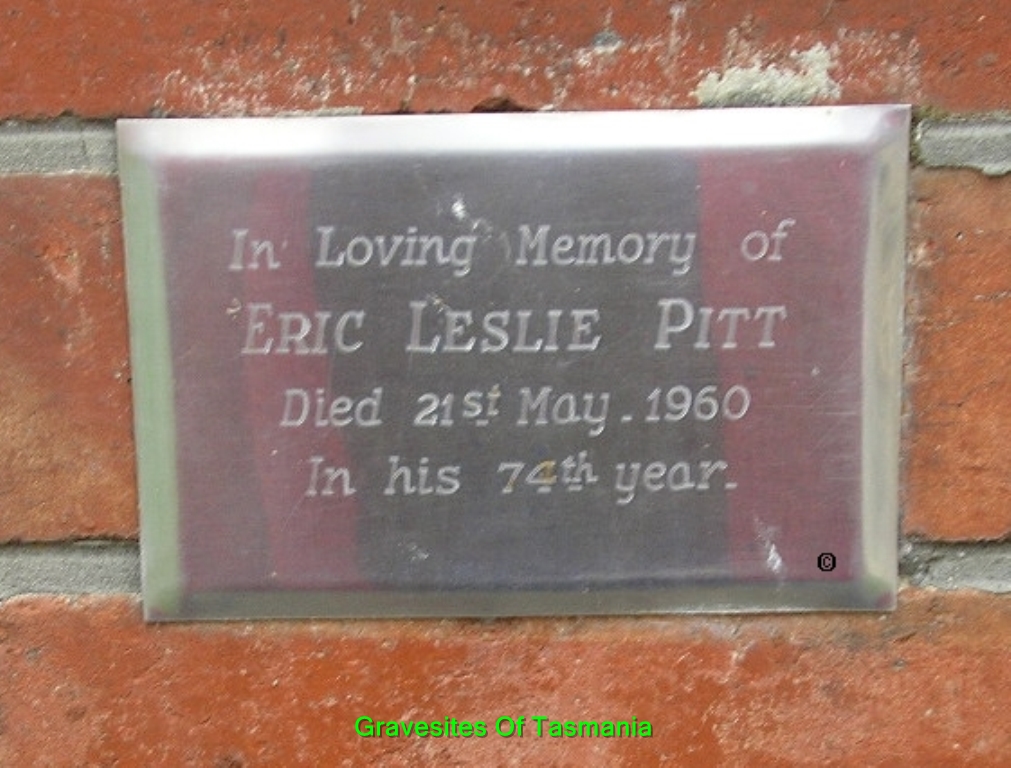 In Loving Memory of
ERIC LESLIE PITT
Died 21st May. 1960
In his 74th year.
©
Gravesites Of Tasmania